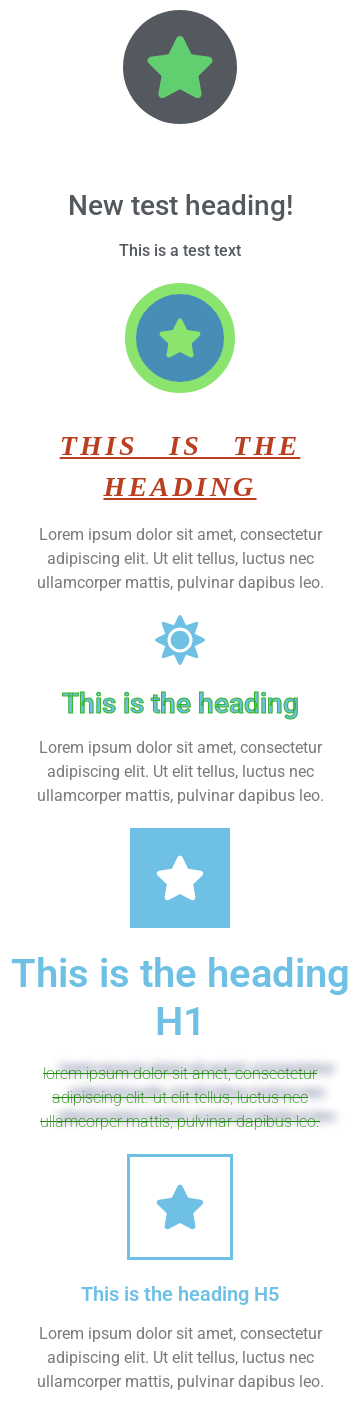 New test heading!
This is a test text
THIS IS THE
HEADING
Lorem ipsum dolor sit amet, consectetur
adipiscing elit. Ut elit tellus, luctus nec
ullamcorper mattis, pulvinar dapibus leo.
This is the heading
Lorem ipsum dolor sit amet, consectetur
adipiscing elit. Ut elit tellus, luctus nec
ullamcorper mattis, pulvinar dapibus leo.
This is the heading
H1
lorem ipsum dolor sit amet, consectetur
adipiscing elit. ut elit tellus, luctus nec
ullamcorper mattis, pulvinar dapibus leo.
This is the heading H5
Lorem ipsum dolor sit amet, consectetur
adipiscing elit. Ut elit tellus, luctus nec
ullamcorper mattis, pulvinar dapibus leo.